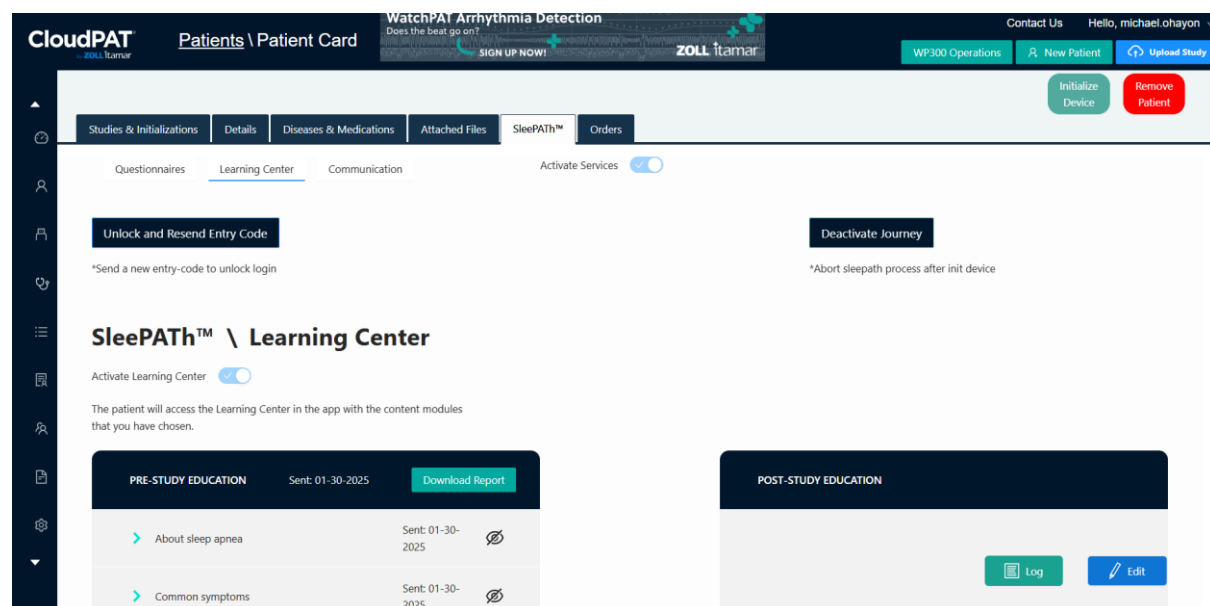 WatchPAT Arrhythmia Detection
Does the beat go on?
SIGN UP NOW!
ZOLL itamar
CloudPAT
ZOLL itamar
Patients \ Patient Card
Contact Us
Hello, michael.ohayon
WP300 Operations
New Patient
Upload Study
Initialize
Device
Remove
Patient
Studies & Initializations
Details
Diseases & Medications
Attached Files
SleePATh™
Orders
Questionnaires
Learning Center
Communication
Activate Services
Unlock and Resend Entry Code
Deactivate Journey
*Send a new entry-code to unlock login
*Abort sleepath process after init device
SleePATh™ \ Learning Center
Activate Learning Center
The patient will access the Learning Center in the app with the content modules
that you have chosen.
PRE-STUDY EDUCATION
Sent: 01-30-2025
Download Report
POST-STUDY EDUCATION
About sleep apnea
Sent: 01-30-
2025
Log
Edit
Common symptoms
Sent: 01-30-
2025